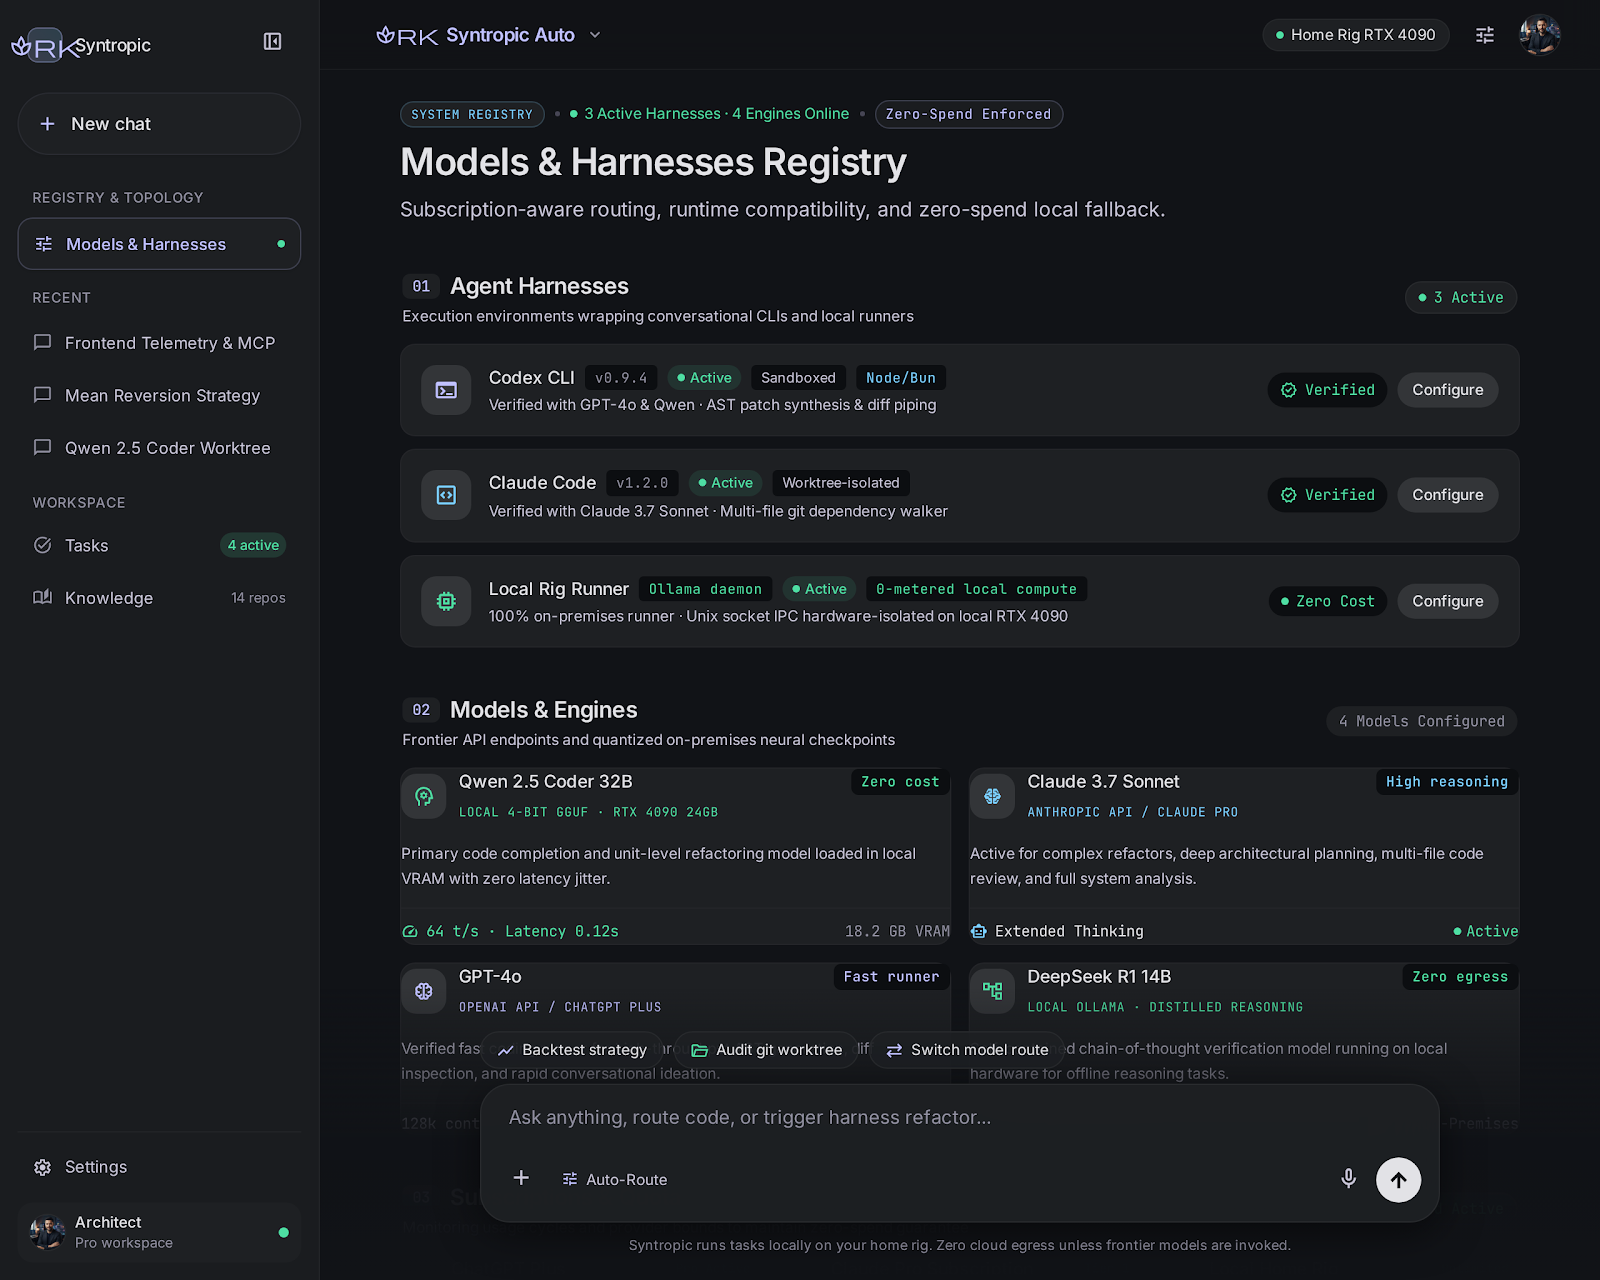 RK Syntropic
New chat
REGISTRY & TOPOLOGY
Models & Harnesses
RECENT
Frontend Telemetry & MCP
Mean Reversion Strategy
Qwen 2.5 Coder Worktree
WORKSPACE
Tasks 4 active
Knowledge 14 repos
Settings
Architect
Pro workspace
RK Syntropic Auto
Home Rig RTX 4090
SYSTEM REGISTRY • 3 Active Harnesses · 4 Engines Online • Zero-Spend Enforced
Models & Harnesses Registry
Subscription-aware routing, runtime compatibility, and zero-spend local fallback.
01 Agent Harnesses
Execution environments wrapping conversational CLIs and local runners
3 Active
Codex CLI v0.9.4 Active Sandboxed Node/Bun
Verified with GPT-4o & Qwen · AST patch synthesis & diff piping
Verified Configure
Claude Code v1.2.0 Active Worktree-isolated
Verified with Claude 3.7 Sonnet · Multi-file git dependency walker
Verified Configure
Local Rig Runner Ollama daemon Active 0-metered local compute
100% on-premises runner · Unix socket IPC hardware-isolated on local RTX 4090
Zero Cost Configure
02 Models & Engines
Frontier API endpoints and quantized on-premises neural checkpoints
4 Models Configured
Qwen 2.5 Coder 32B Zero cost
LOCAL 4-BIT GGUF · RTX 4090 24GB
Primary code completion and unit-level refactoring model loaded in local
VRAM with zero latency jitter.
64 t/s · Latency 0.12s 18.2 GB VRAM
Claude 3.7 Sonnet High reasoning
ANTHROPIC API / CLAUDE PRO
Active for complex refactors, deep architectural planning, multi-file code
review, and full system analysis.
Extended Thinking Active
GPT-4o Fast runner
OPENAI API / CHATGPT PLUS
Verified
inspection, and rapid conversational ideation.
128k
DeepSeek R1 14B Zero egress
LOCAL OLLAMA · DISTILLED REASONING
chain-of-thought verification model running on local
hardware for offline reasoning tasks.
-Premises
Backtest strategy
Audit git worktree
Switch model route
Ask anything, route code, or trigger harness refactor...
Auto-Route
Syntropic runs tasks locally on your home rig. Zero cloud egress unless frontier models are invoked.